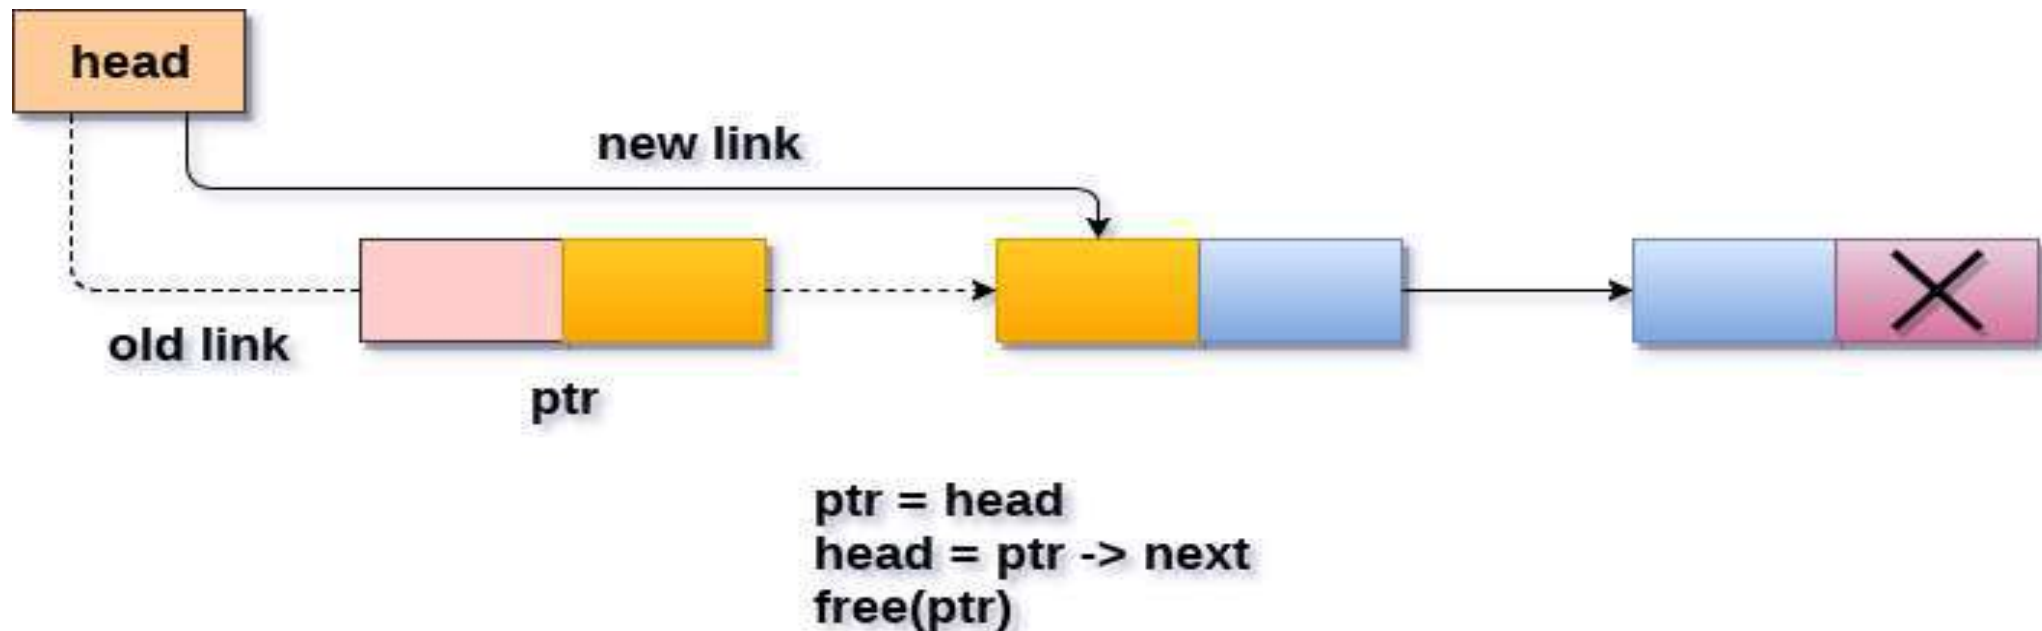 head
new link
old link
ptr
ptr = head
head = ptr -> next
free(ptr)